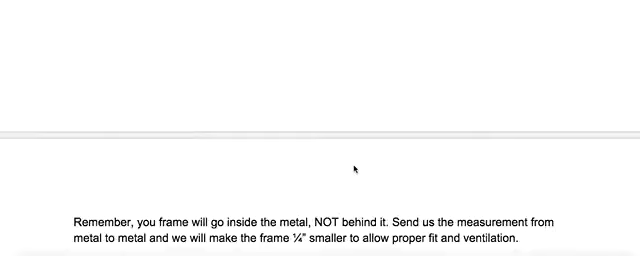 Remember, you frame will go inside the metal, NOT behind it. Send us the measurement from
metal to metal and we will make the frame ¼” smaller to allow proper fit and ventilation.